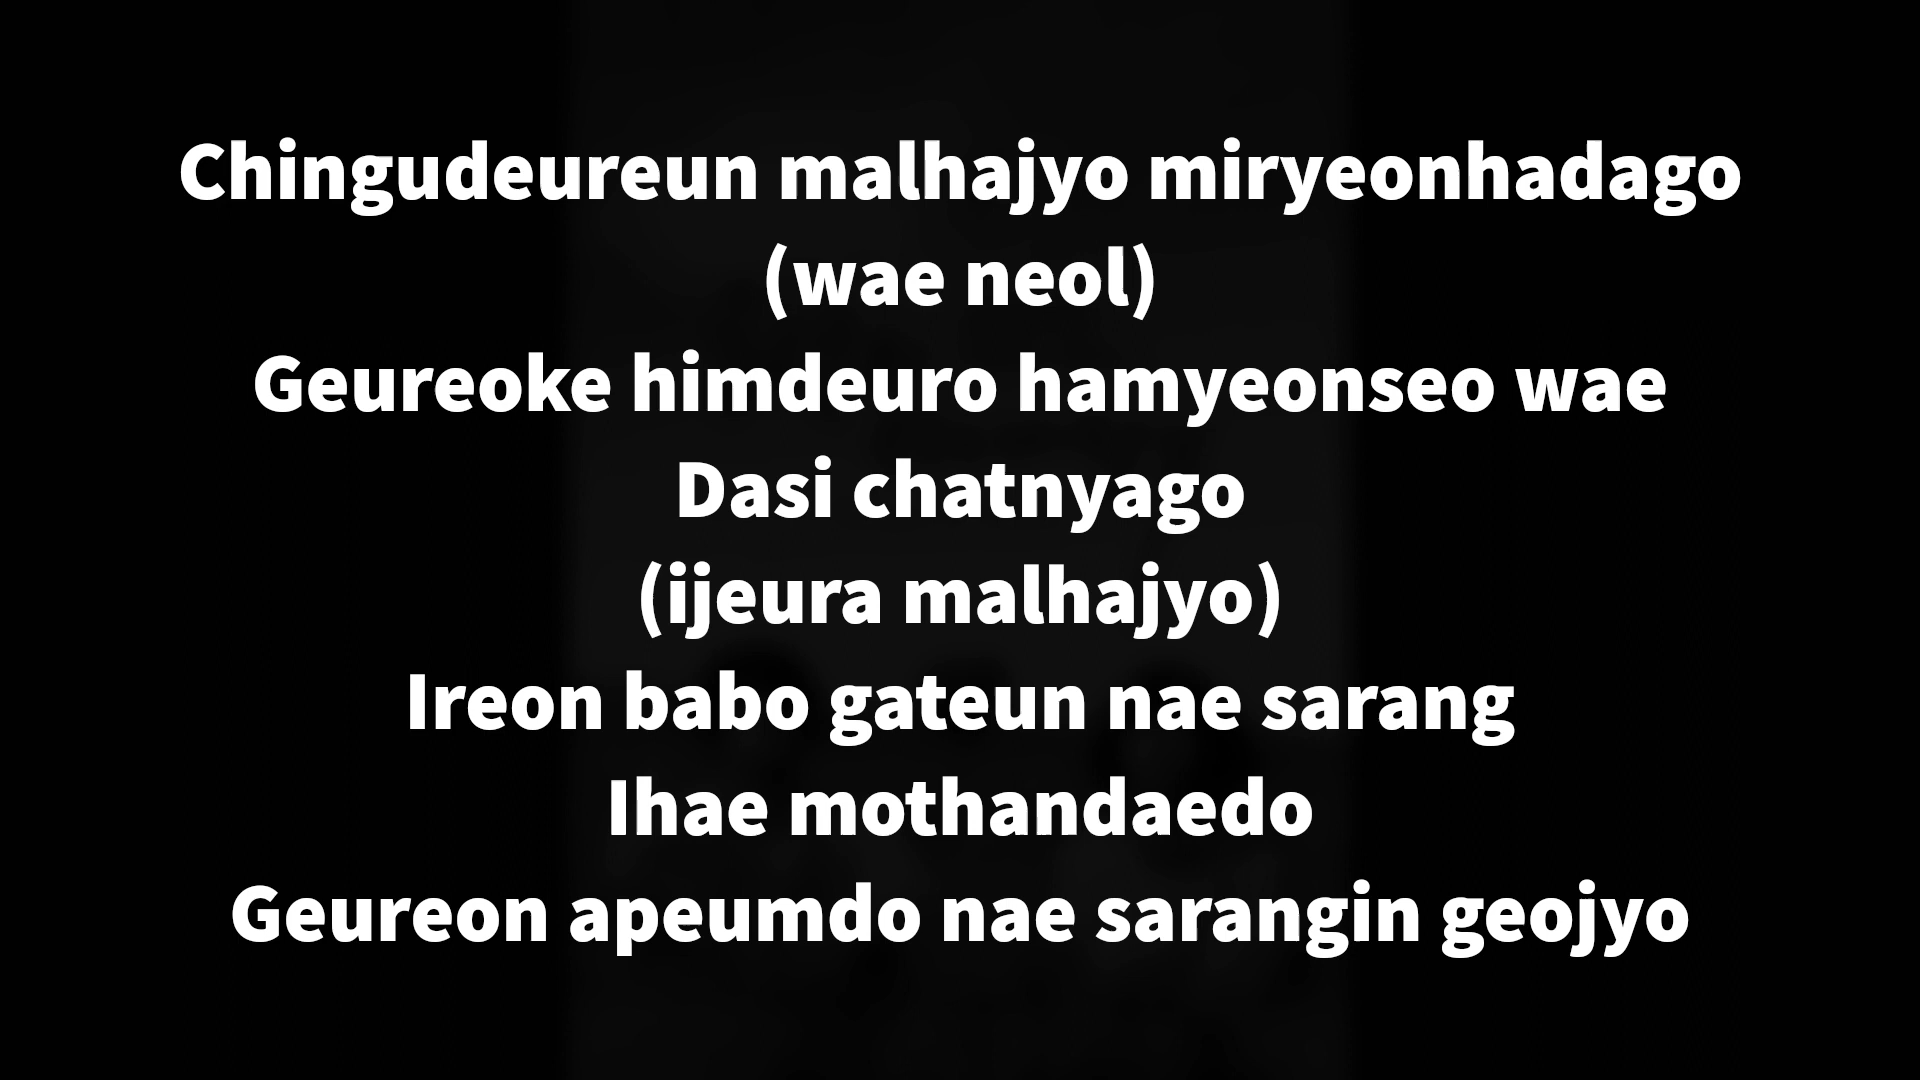 Chingudeureun malhajyo miryeonhadago
(wae neol)
Geureoke himdeuro hamyeonseo wae
Dasi chatnyago
(ijeura malhajyo)
Ireon babo gateun nae sarang
Ihae mothandaedo
Geureon apeumdo nae sarangin geojyo